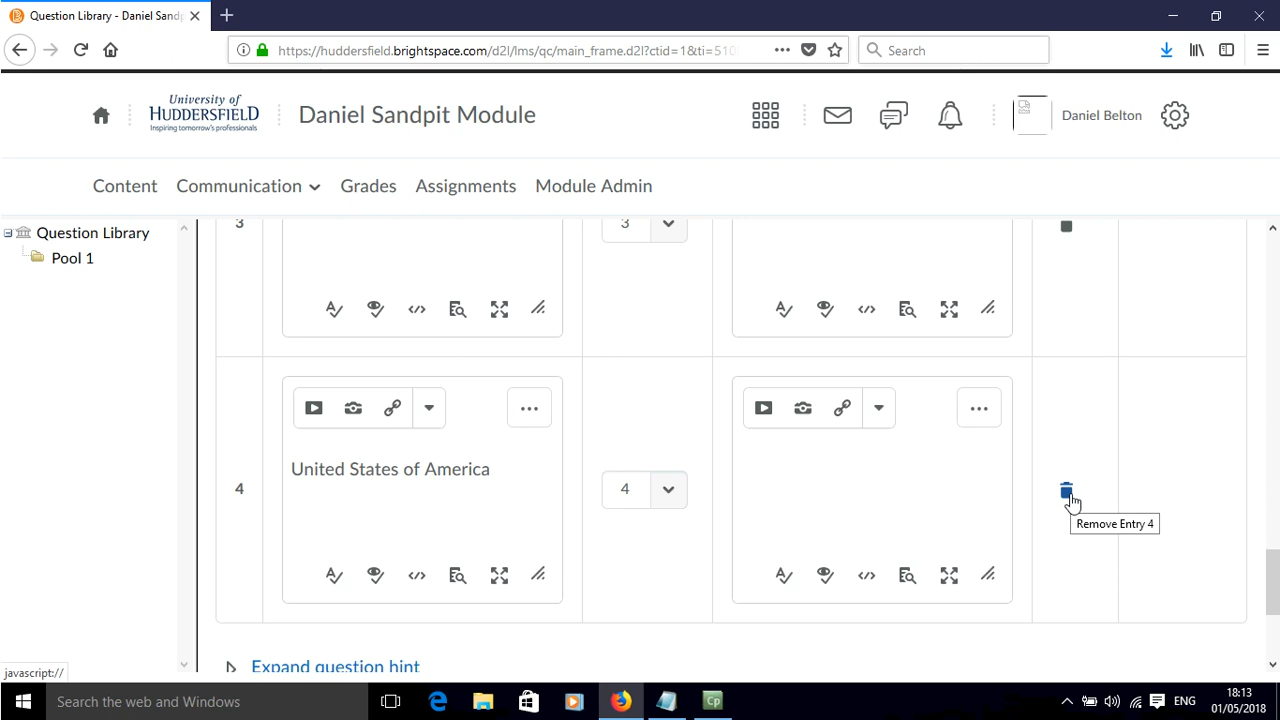 Question Library - Daniel Sandp
https://huddersfield.brightspace.com/d2l/lms/qc/main_frame.d2l?ctid=1&ti=510
Search
University of
HUDDERSFIELD
Inspiring tomorrow's professionals
Daniel Sandpit Module
Daniel Belton
Content
Communication
Grades
Assignments
Module Admin
Question Library
Pool 1
3
3
4
United States of America
4
Remove Entry 4
Expand question hint
javascript://
Search the web and Windows
Cp
ENG
18:13
01/05/2018